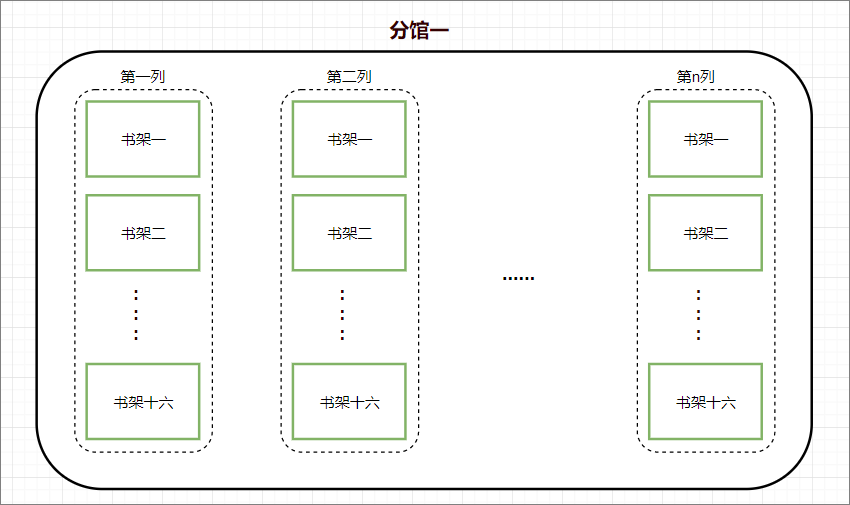 分馆一
第一列
第二列
第n列
书架一
书架一
书架一
书架二
书架二
书架二
......
书架十六
书架十六
书架十六